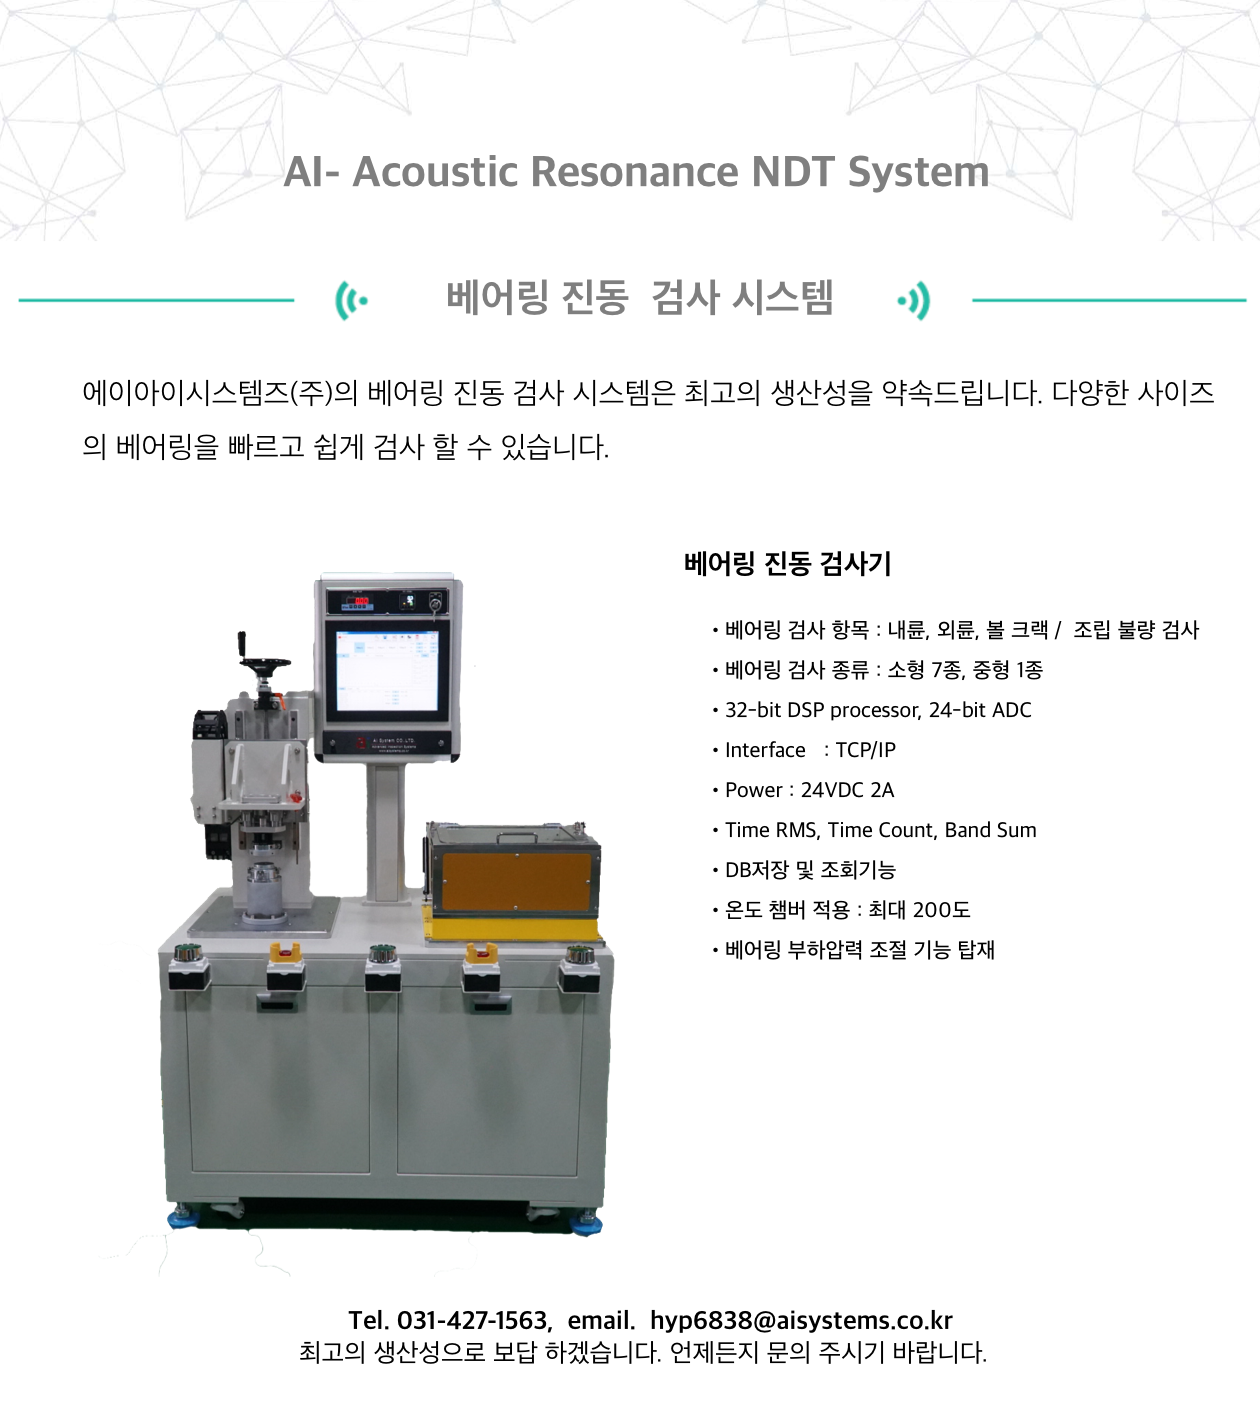 AI- Acoustic Resonance NDT System
베어링 진동 검사 시스템
에이아이시스템즈(주)의 베어링 진동 검사 시스템은 최고의 생산성을 약속드립니다. 다양한 사이즈
의 베어링을 빠르고 쉽게 검사 할 수 있습니다.
베어링 진동 검사기
• 베어링 검사 항목 : 내륜, 외륜, 볼 크랙 / 조립 불량 검사
• 베어링 검사 종류 : 소형 7종, 중형 1종
• 32-bit DSP processor, 24-bit ADC
• Interface : TCP/IP
• Power : 24VDC 2A
• Time RMS, Time Count, Band Sum
• DB저장 및 조회기능
• 온도 챔버 적용 : 최대 200도
• 베어링 부하압력 조절 기능 탑재
AI System CO.,LTD.
Tel. 031-427-1563, email. hyp6838@aisystems.co.kr
최고의 생산성으로 보답 하겠습니다. 언제든지 문의 주시기 바랍니다.